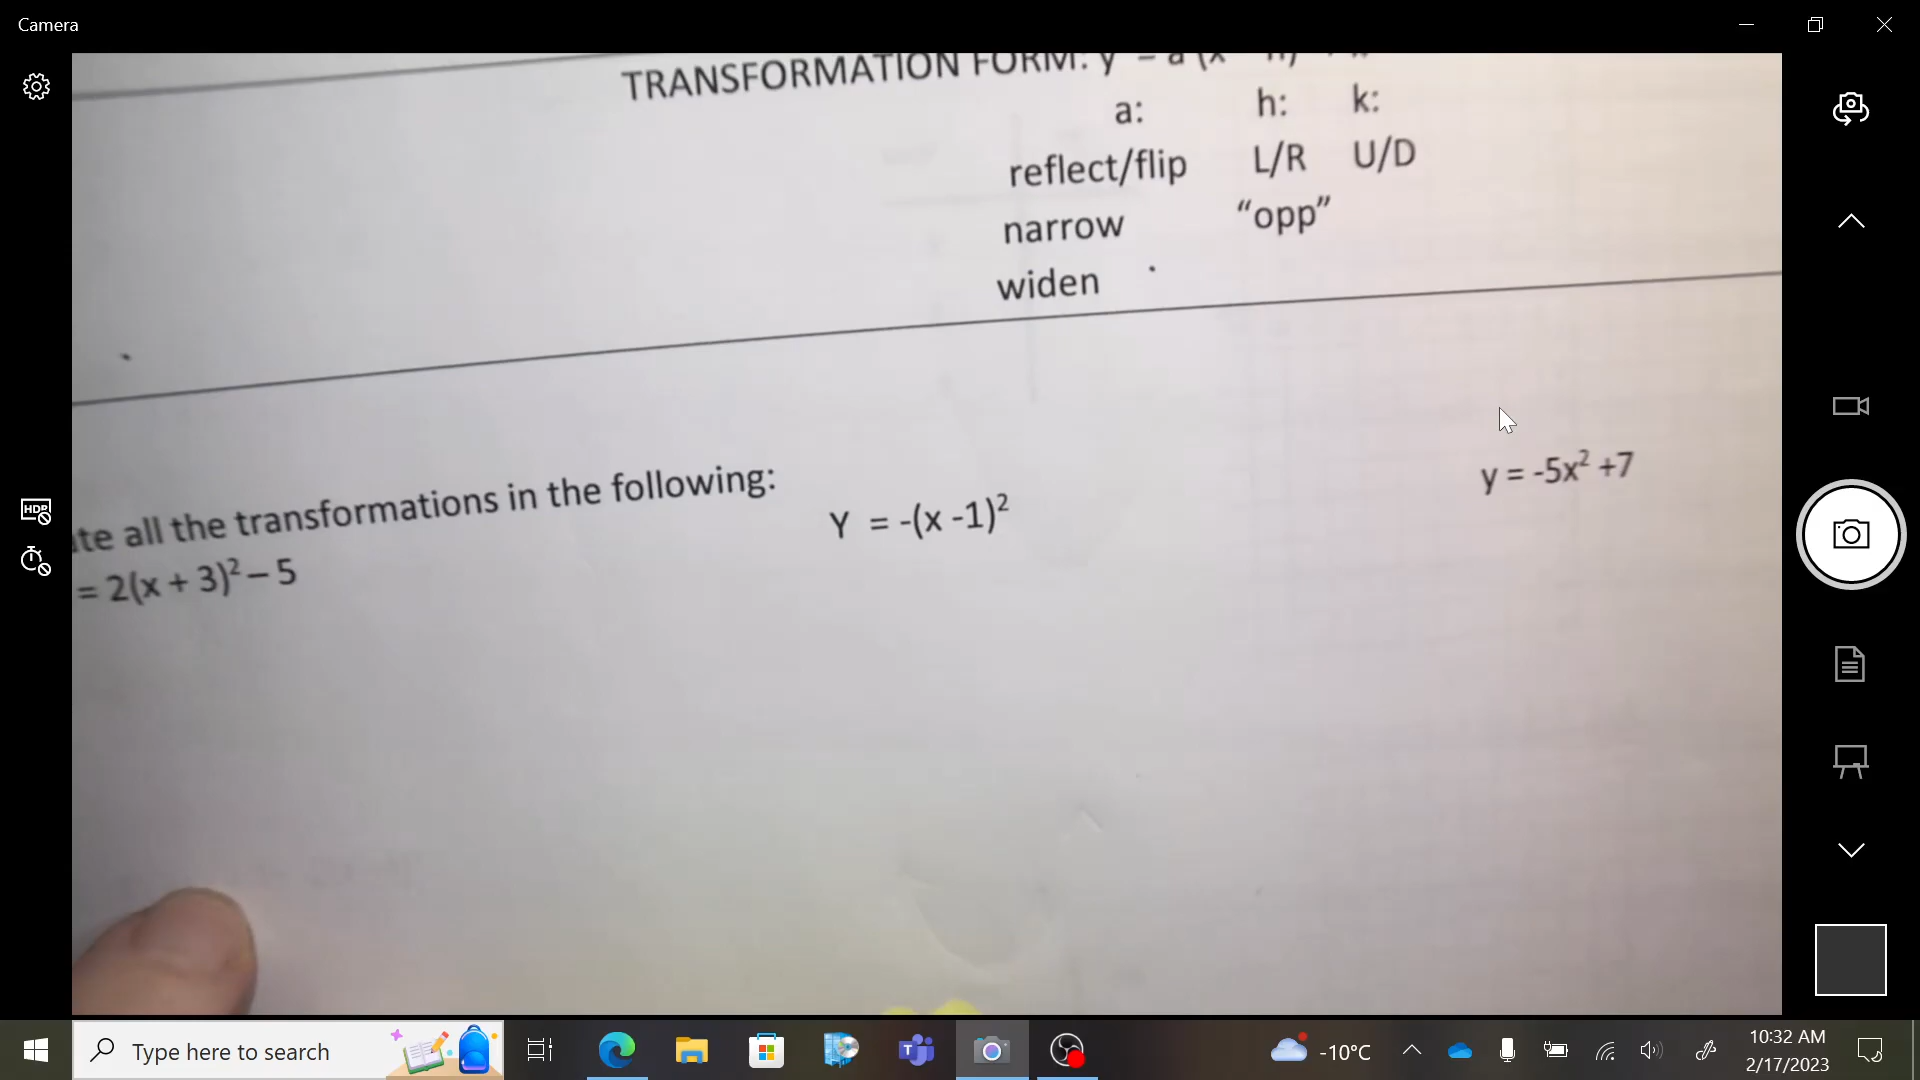 Camera
TRANSFORMATION FORM: y = a (x - h)
a: h: k:
reflect/flip L/R U/D
narrow “opp”
widen
all the transformations in the following:
= 2(x + 3)² – 5
Y = -(x -1)²
y = -5x² +7
HDR
Type here to search
-10°C
10:32 AM
2/17/2023